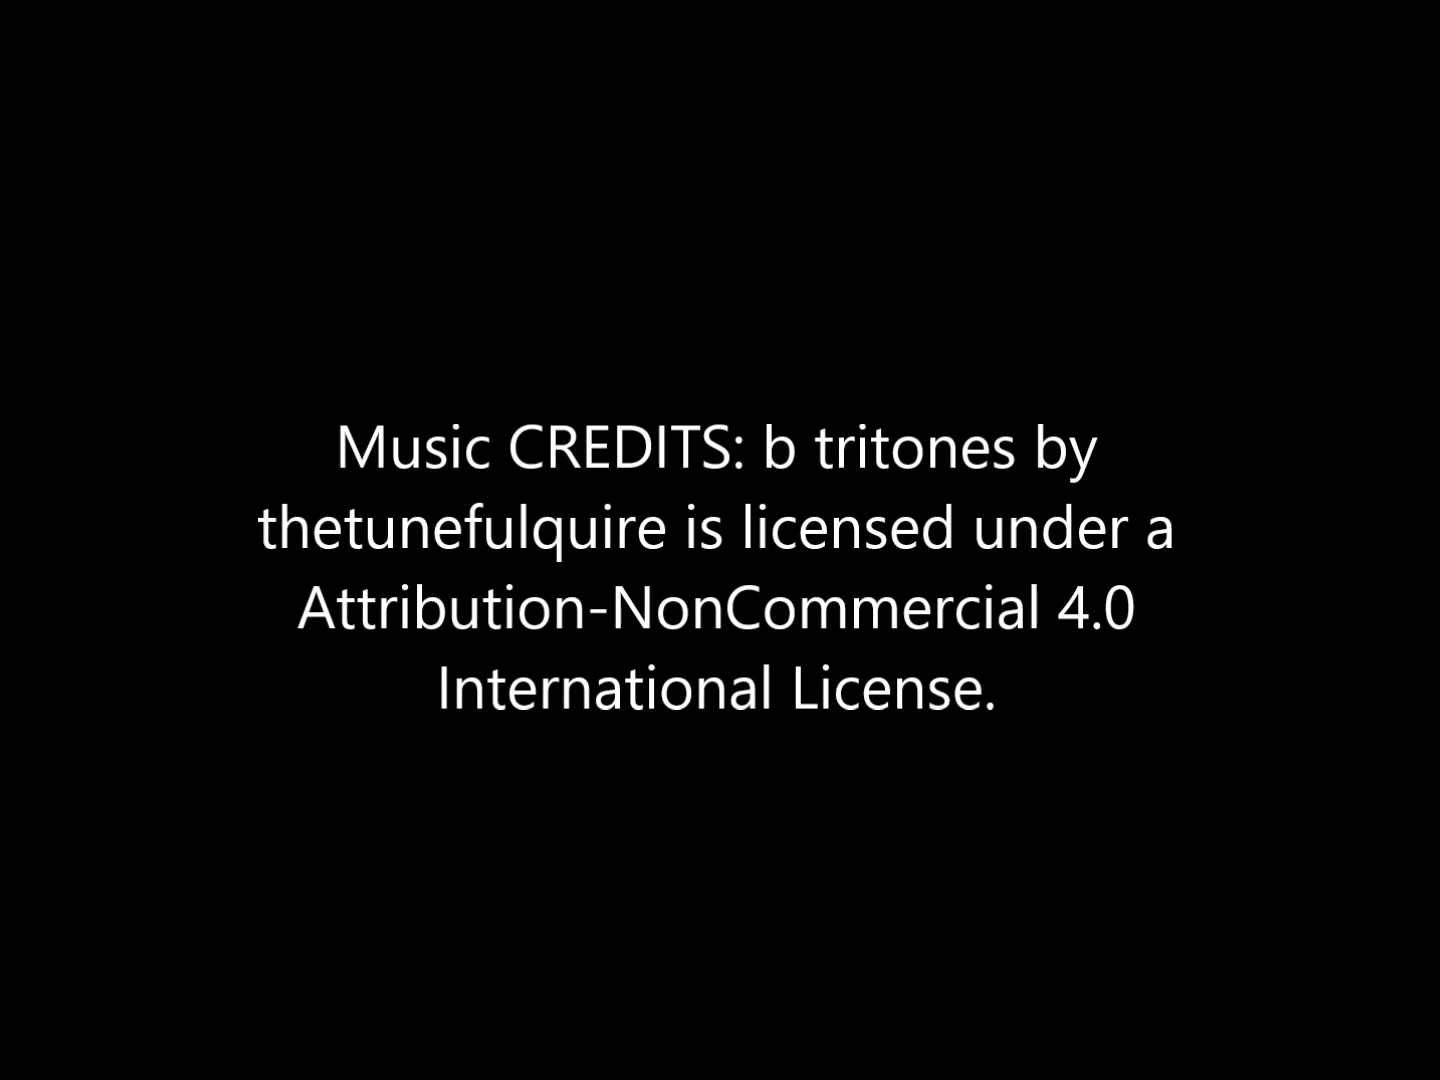 Music CREDITS: b tritones by
thetunefulquire is licensed under a
Attribution-NonCommercial 4.0
International License.